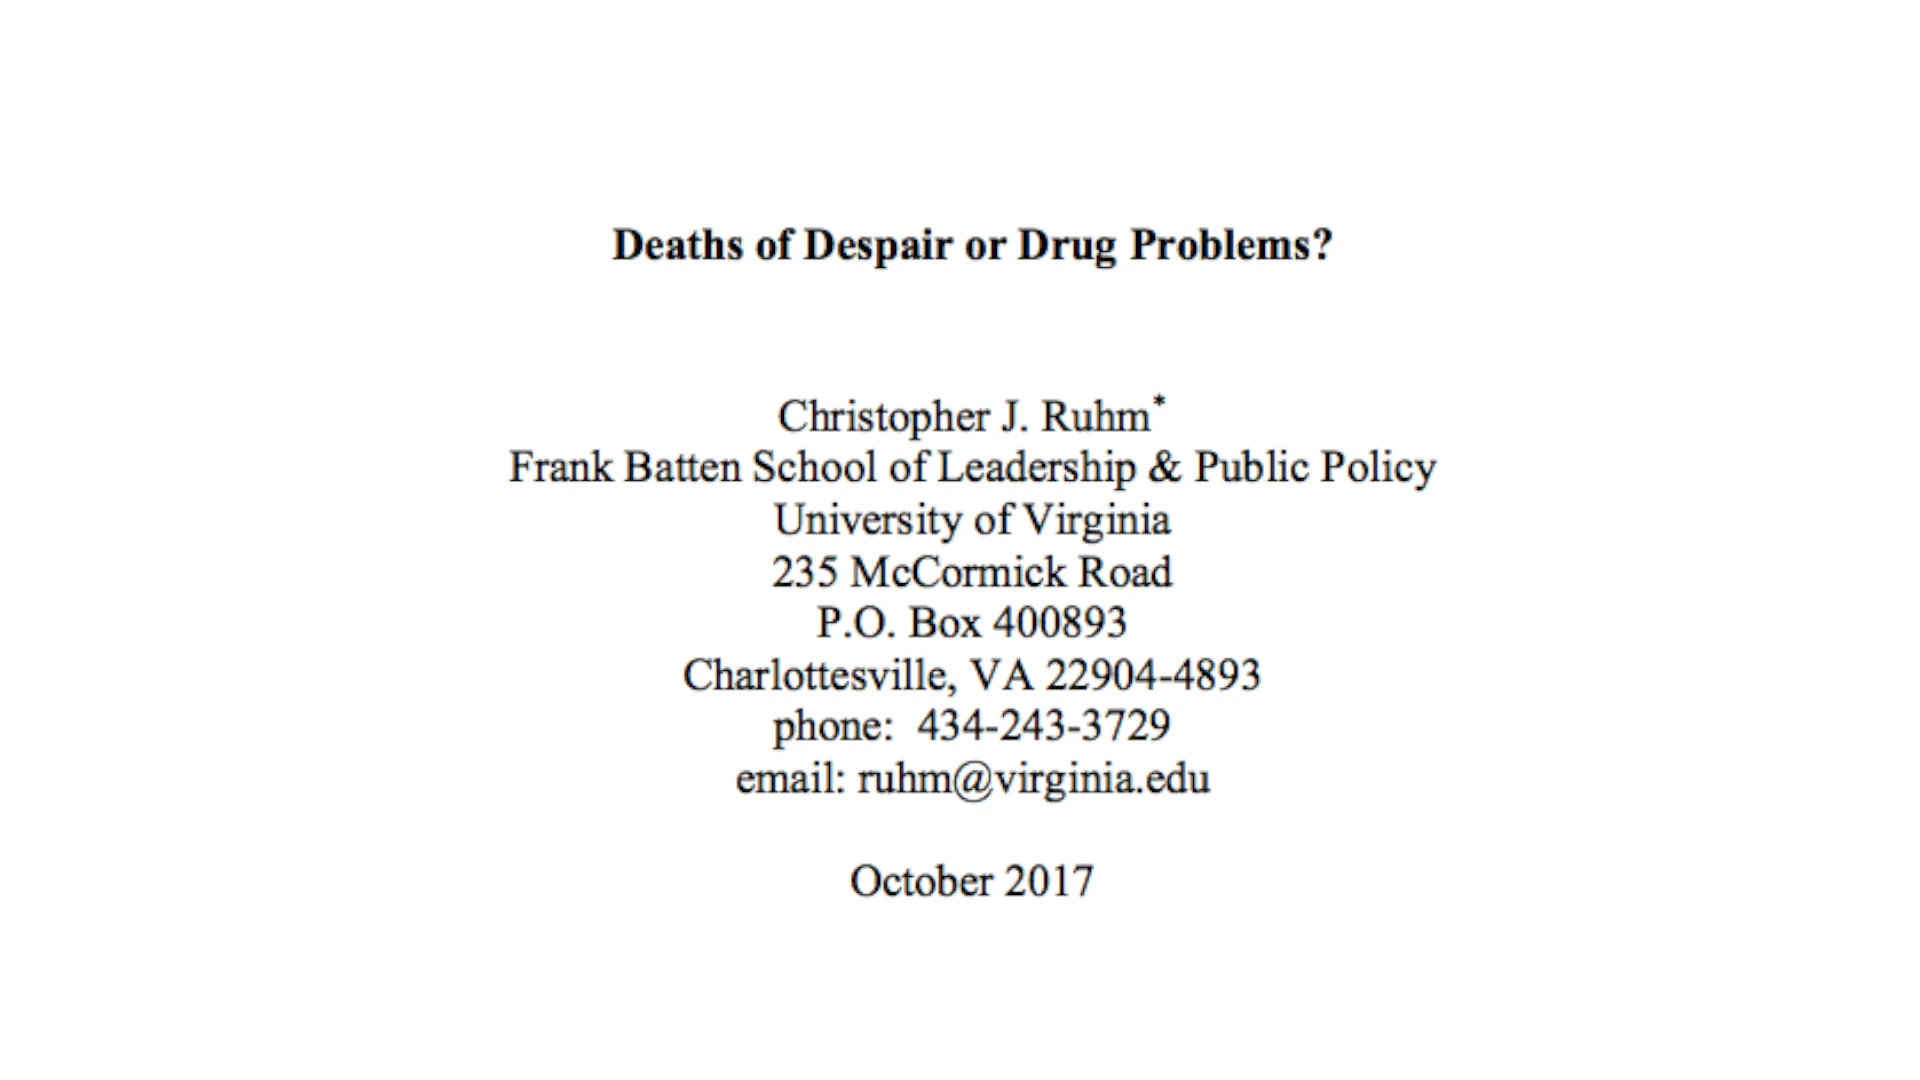 Deaths of Despair or Drug Problems?
Christopher J. Ruhm*
Frank Batten School of Leadership & Public Policy
University of Virginia
235 McCormick Road
P.O. Box 400893
Charlottesville, VA 22904-4893
phone:  434-243-3729
email: ruhm@virginia.edu
October 2017